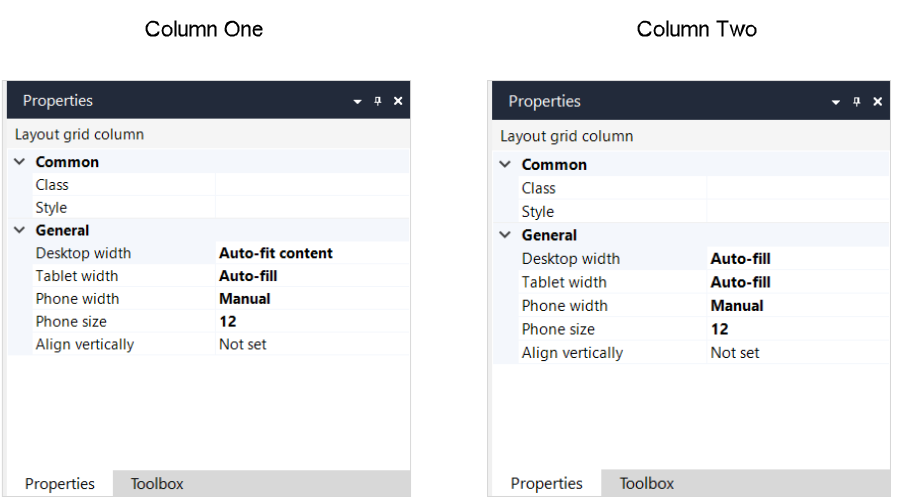 Column One
Properties
Layout grid column
Common
Class
Style
General
Desktop width Auto-fit content
Tablet width Auto-fill
Phone width Manual
Phone size 12
Align vertically Not set
Properties Toolbox
Column Two
Properties
Layout grid column
Common
Class
Style
General
Desktop width Auto-fill
Tablet width Auto-fill
Phone width Manual
Phone size 12
Align vertically Not set
Properties Toolbox